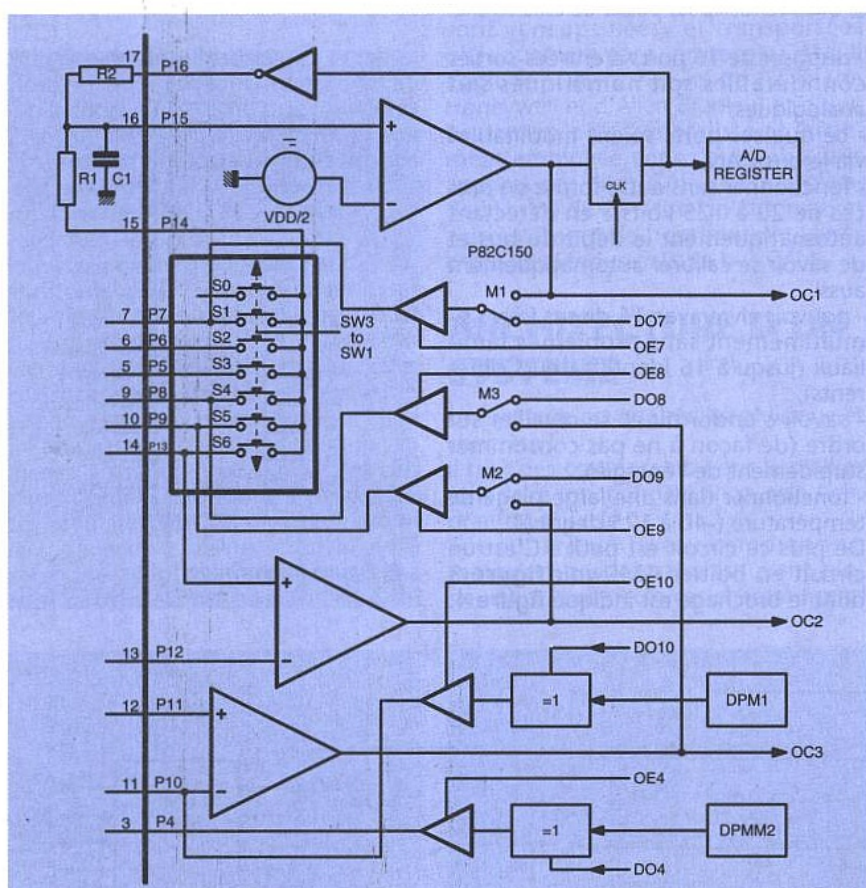 17 P16
R2
16 P15
+
A/D
REGISTER
R1 C1
CLK
VDD/2
−
15 P14
P82C150
M1
OC1
S0
DO7
7 P7 S1
SW3
to
SW1
OE7
6 P6 S2
OE8
5 P5 S3
M3
DO8
9 P8 S4
10 P9 S5
14 P13 S6
M2
DO9
OE9
OE10
+
OC2
13 P12
−
DO10
12 P11
+
=1
DPM1
OC3
11 P10
−
OE4
3 P4
=1
DPMM2
DO4